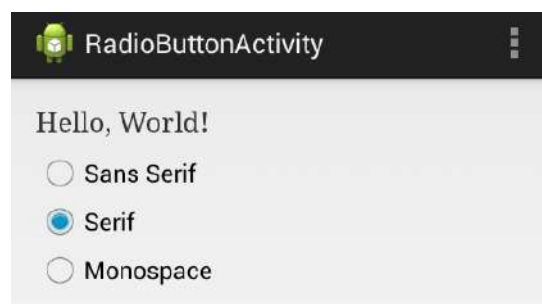 RadioButtonActivity
Hello, World!
Sans Serif
Serif
Monospace